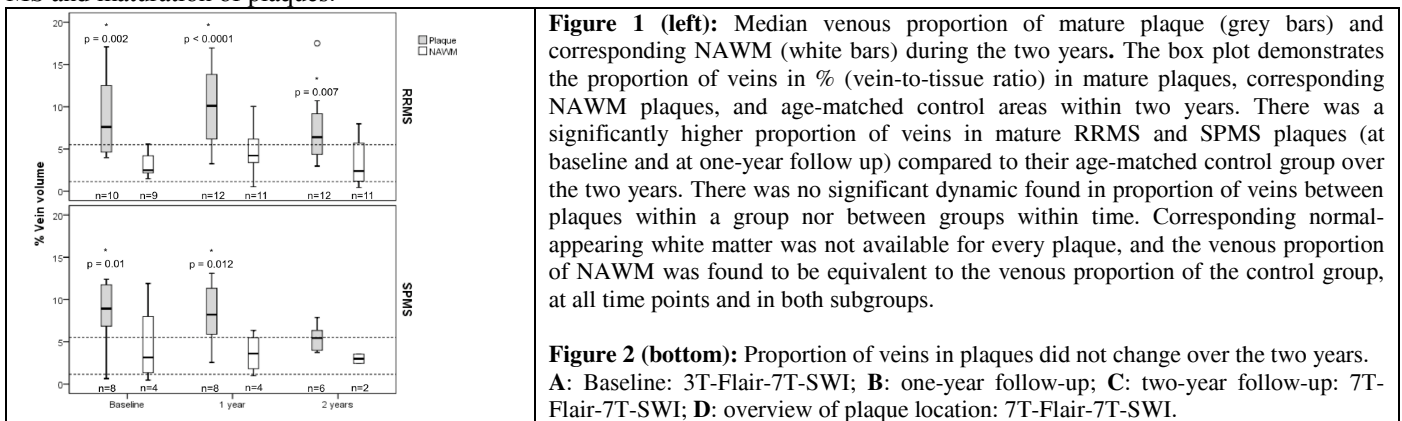 MS and maturation of plaques.
20
p = 0.002
p < 0.0001
Plaque
NAWM
15
p = 0.007
10
RRMS
5
0
n=10 n=9 n=12 n=11 n=12 n=11
% Vein volume
20
p = 0.01
p = 0.012
15
10
SPMS
5
0
n=8 n=4 n=8 n=4 n=6 n=2
Baseline 1 year 2 years
Figure 1 (left): Median venous proportion of mature plaque (grey bars) and
corresponding NAWM (white bars) during the two years. The box plot demonstrates
the proportion of veins in % (vein-to-tissue ratio) in mature plaques, corresponding
NAWM plaques, and age-matched control areas within two years. There was a
significantly higher proportion of veins in mature RRMS and SPMS plaques (at
baseline and at one-year follow up) compared to their age-matched control group over
the two years. There was no significant dynamic found in proportion of veins between
plaques within a group nor between groups within time. Corresponding normal-
appearing white matter was not available for every plaque, and the venous proportion
of NAWM was found to be equivalent to the venous proportion of the control group,
at all time points and in both subgroups.
Figure 2 (bottom): Proportion of veins in plaques did not change over the two years.
A: Baseline: 3T-Flair-7T-SWI; B: one-year follow-up; C: two-year follow-up: 7T-
Flair-7T-SWI; D: overview of plaque location: 7T-Flair-7T-SWI.